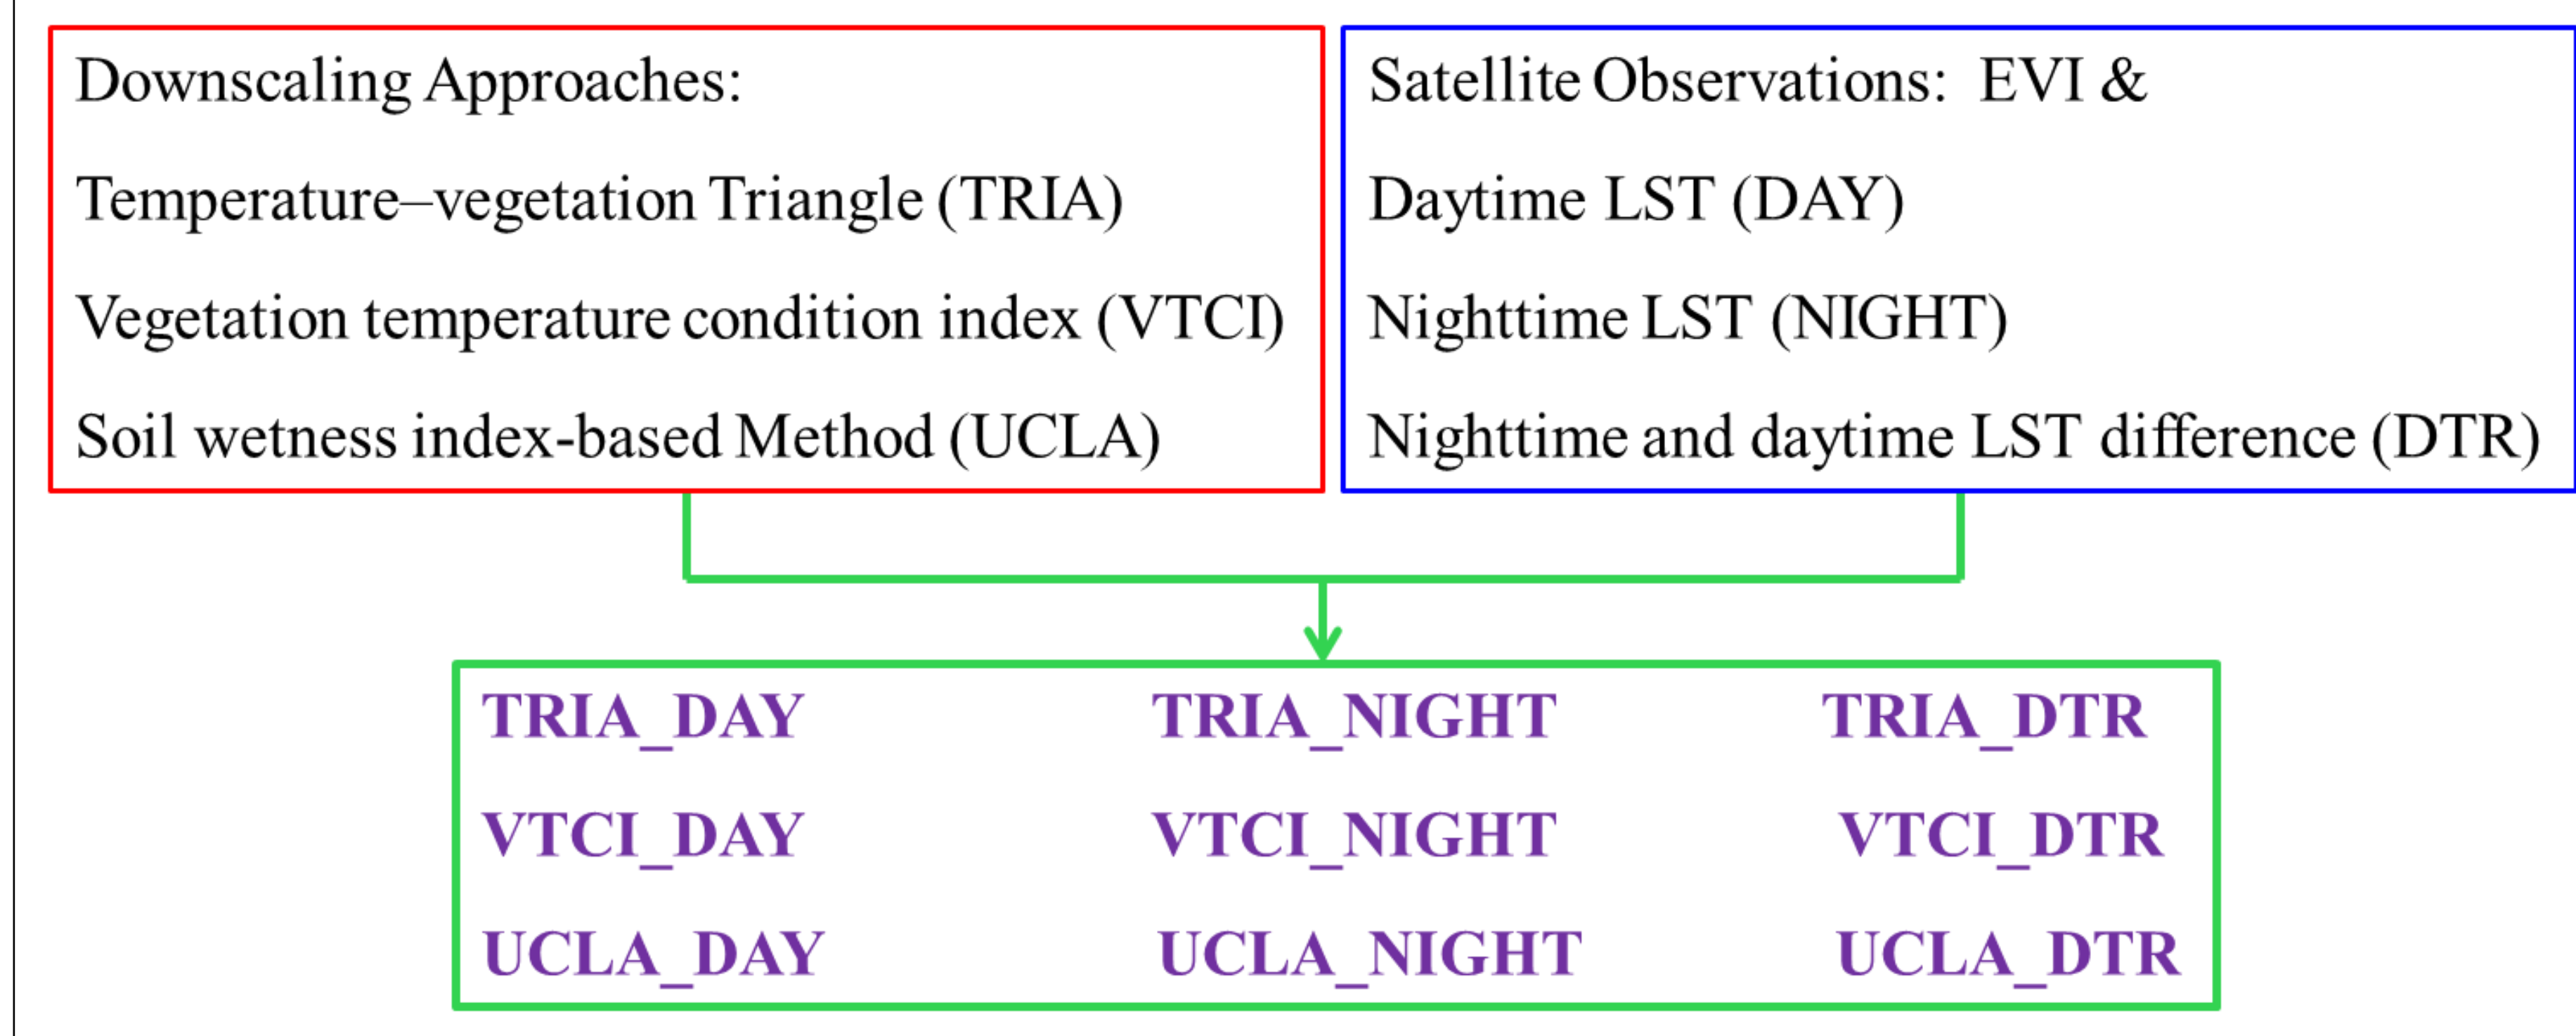 Downscaling Approaches:
Temperature–vegetation Triangle (TRIA)
Vegetation temperature condition index (VTCI)
Soil wetness index-based Method (UCLA)
Satellite Observations: EVI &
Daytime LST (DAY)
Nighttime LST (NIGHT)
Nighttime and daytime LST difference (DTR)
TRIA_DAY TRIA_NIGHT TRIA_DTR
VTCI_DAY VTCI_NIGHT VTCI_DTR
UCLA_DAY UCLA_NIGHT UCLA_DTR